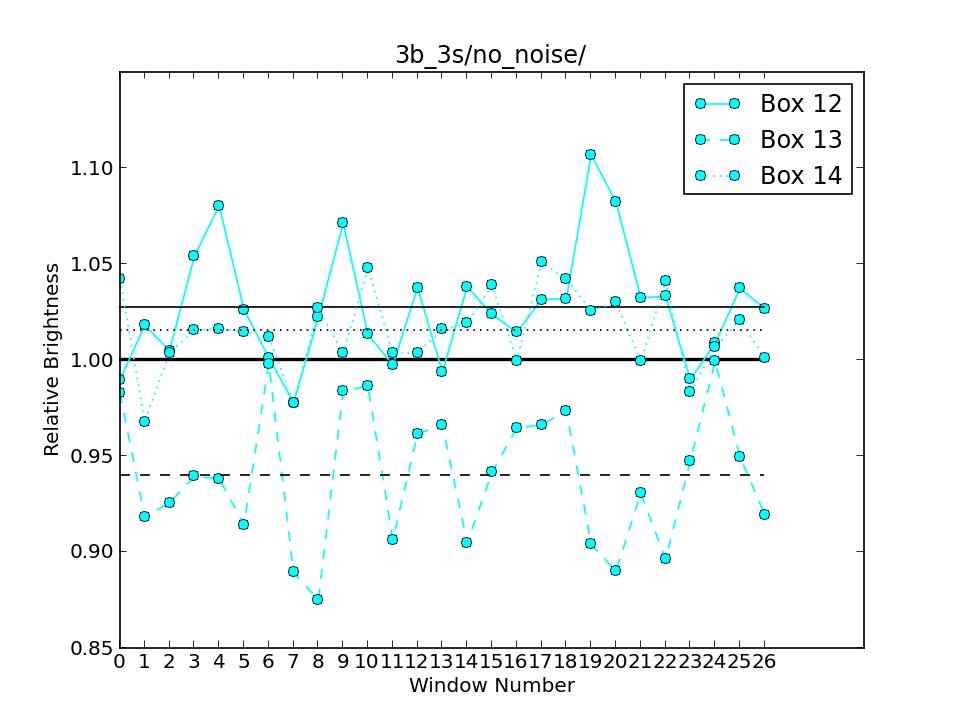 3b_3s/no_noise/
Box 12
Box 13
Box 14
Relative Brightness
1.10
1.05
1.00
0.95
0.90
0.85
0 1 2 3 4 5 6 7 8 9 10 11 12 13 14 15 16 17 18 19 20 21 22 23 24 25 26
Window Number